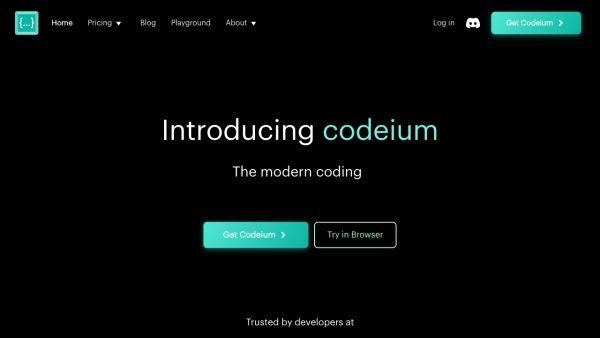 {...} Home Pricing Blog Playground About Log in Get Codeium
Introducing codeium
The modern coding
Get Codeium Try in Browser
Trusted by developers at